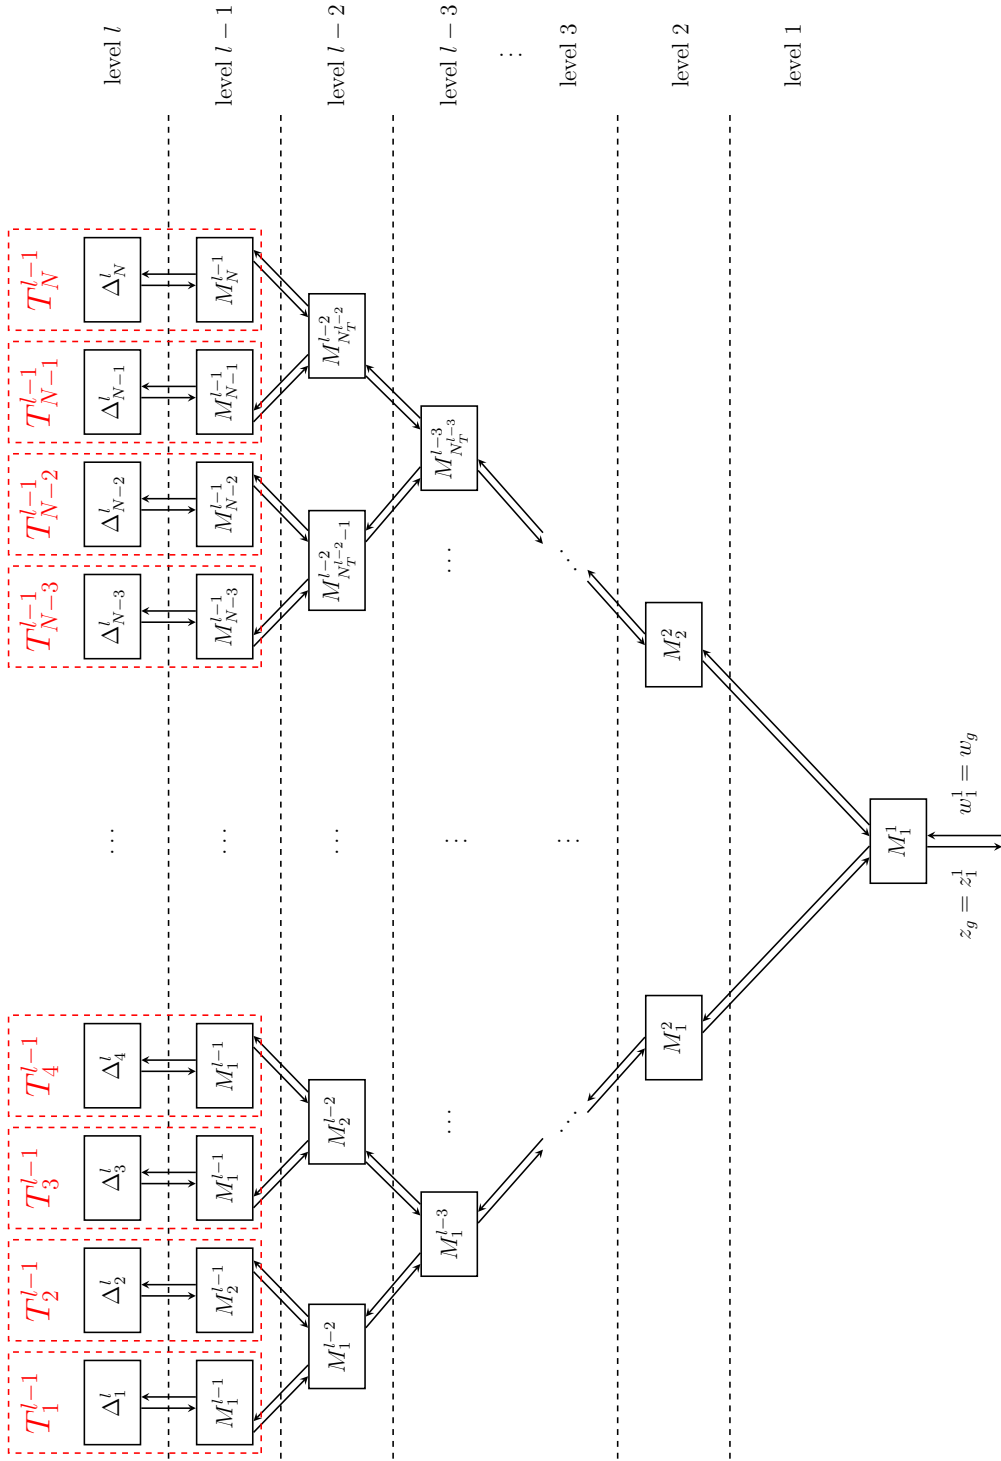 T_1^{l−1} T_2^{l−1} T_3^{l−1} T_4^{l−1} T_{N−3}^{l−1} T_{N−2}^{l−1} T_{N−1}^{l−1} T_N^{l−1}
Δ_1^l Δ_2^l Δ_3^l Δ_4^l … Δ_{N−3}^l Δ_{N−2}^l Δ_{N−1}^l Δ_N^l level l
M_1^{l−1} M_2^{l−1} M_1^{l−1} M_1^{l−1} … M_{N−3}^{l−1} M_{N−2}^{l−1} M_{N−1}^{l−1} M_N^{l−1} level l − 1
M_1^{l−2} M_2^{l−2} … M_{N_T^{l−2}−1}^{l−2} M_{N_T^{l−2}}^{l−2} level l − 2
M_1^{l−3} … ⋮ … M_{N_T^{l−3}}^{l−3} level l − 3
⋮
… ⋮ … level 3
M_1^2 M_2^2 level 2
M_1^1 level 1
z_g = z_1^1 w_1^1 = w_g